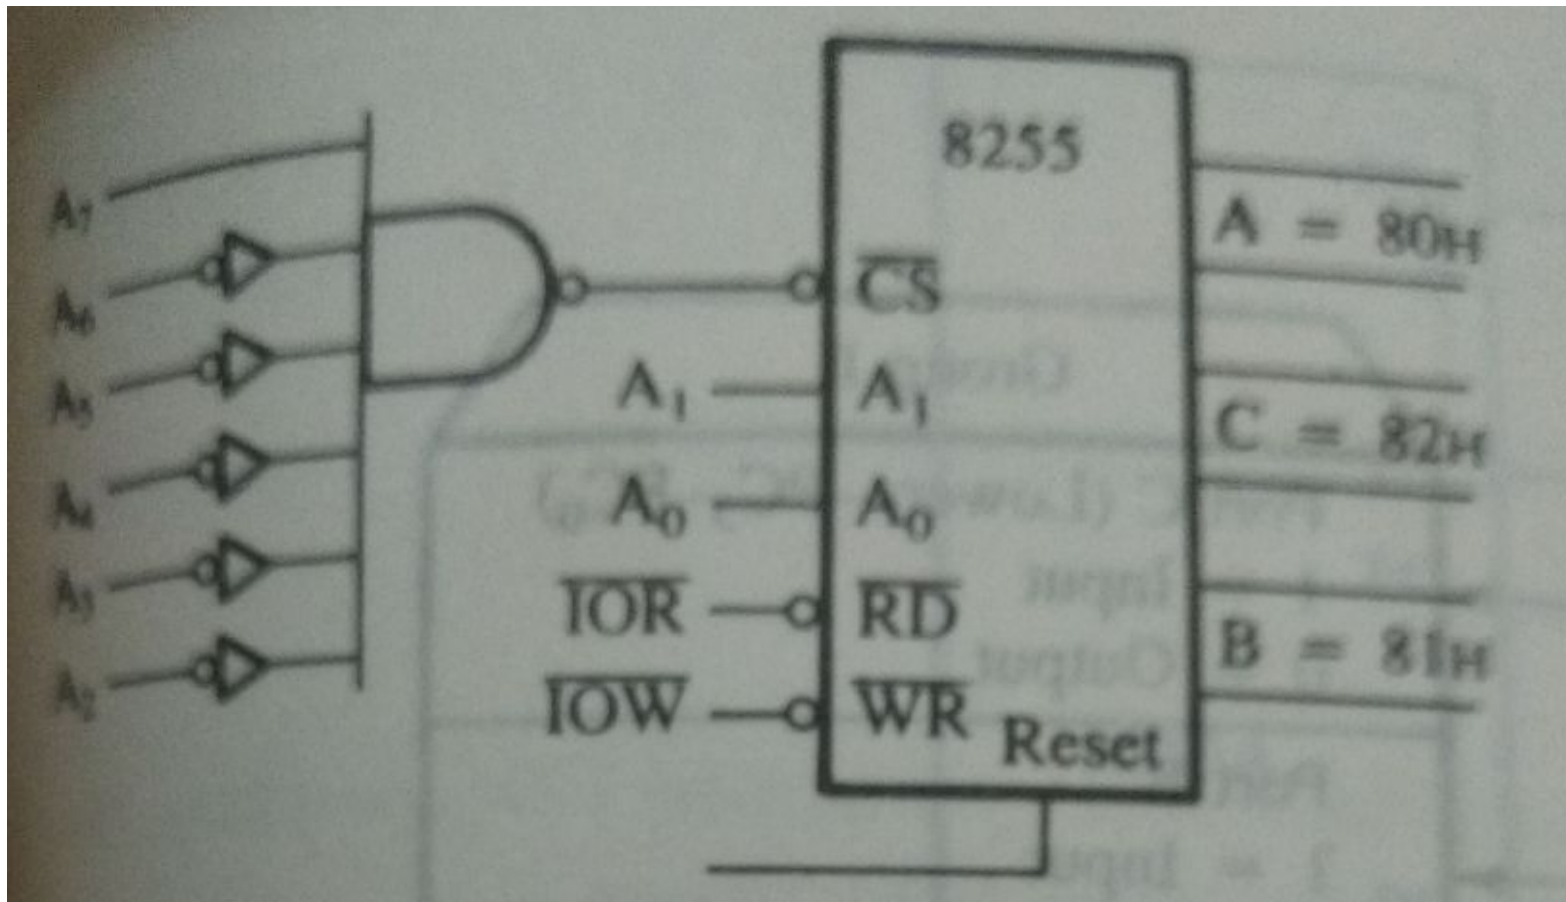 8255
A7
A = 80H
A6
CS
A5
A1 A1
C = 82H
A4
A0 A0
A3
IOR RD
B = 81H
A2
IOW WR
Reset